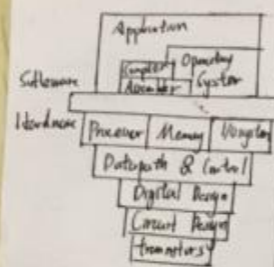 Application
Operating
Compiler
System
Assembler
Software
Hardware
Processor Memory I/O system
Datapath & Control
Digital Design
Circuit Design
transistors